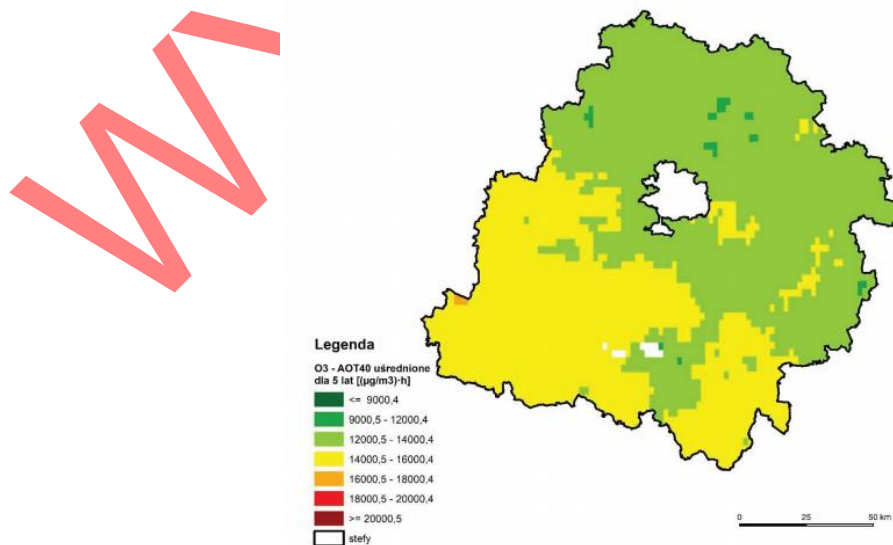 W
Legenda
O3 - AOT40 uśrednione
dla 5 lat [(µg/m3)·h]
<= 9000,4
9000,5 - 12000,4
12000,5 - 14000,4
14000,5 - 16000,4
16000,5 - 18000,4
18000,5 - 20000,4
>= 20000,5
stefy
0 25 50 km